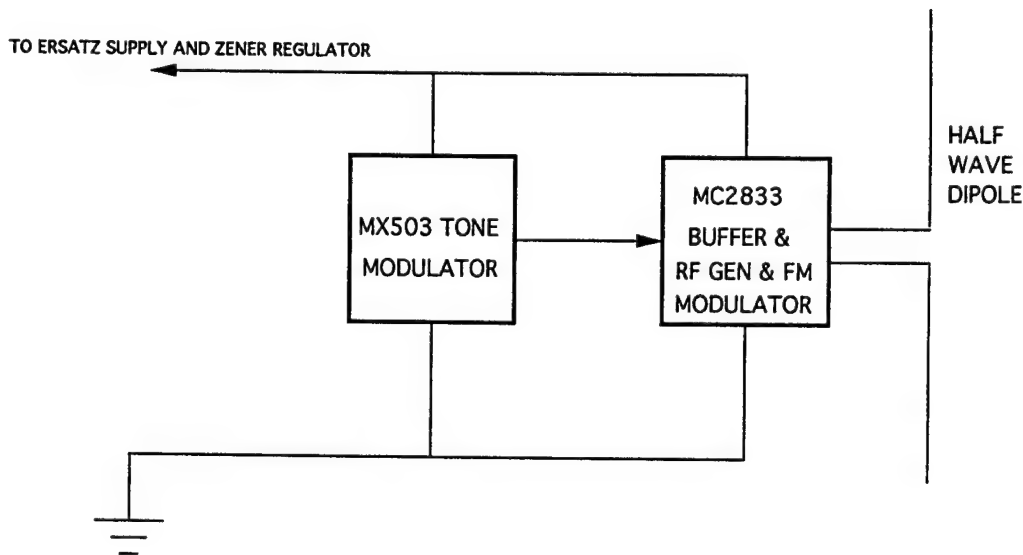 TO ERSATZ SUPPLY AND ZENER REGULATOR
MX503 TONE
MODULATOR
MC2833
BUFFER &
RF GEN & FM
MODULATOR
HALF
WAVE
DIPOLE